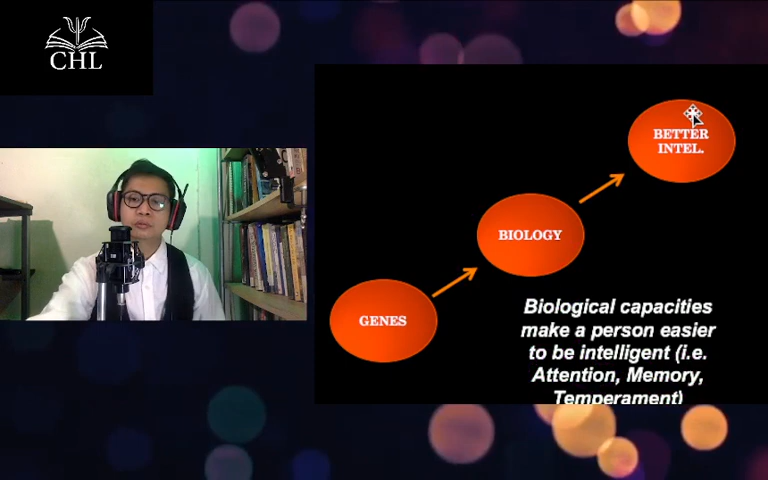 CHL
BETTER
INTEL.
BIOLOGY
GENES
Biological capacities
make a person easier
to be intelligent (i.e.
Attention, Memory,
Temperament)